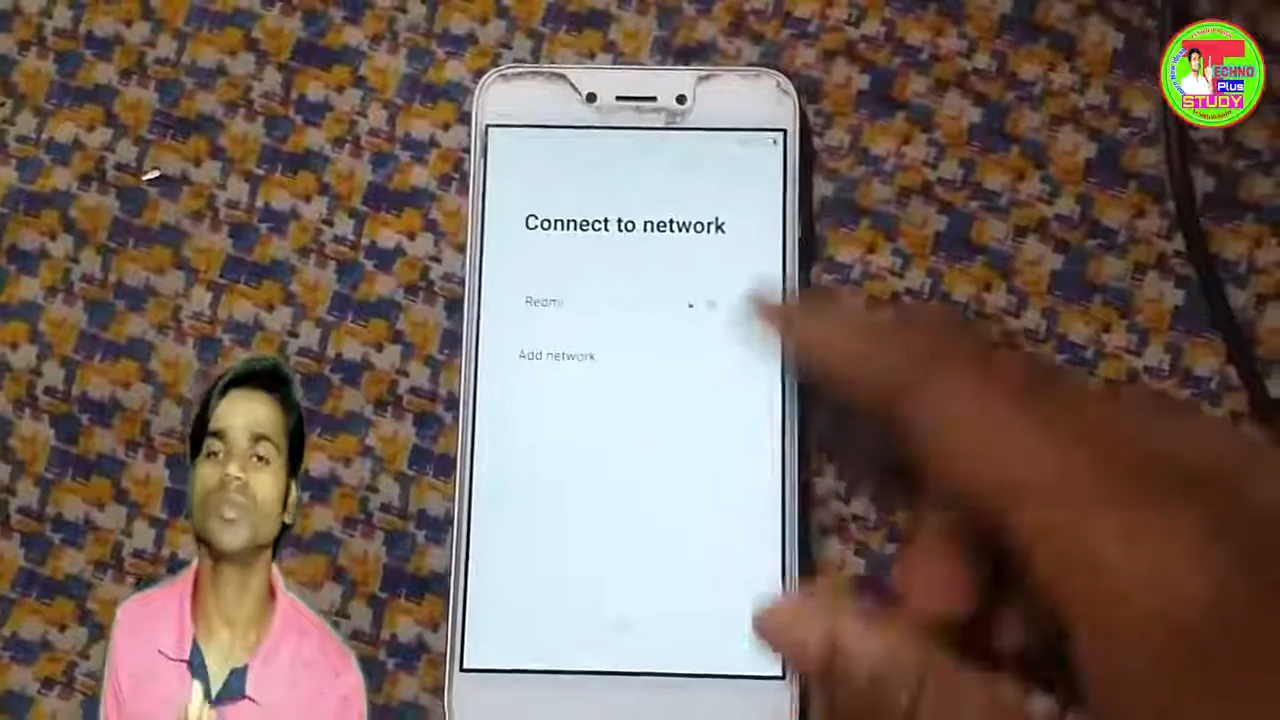 Connect to network
Redmi
Add network
TECHNO
Plus
STUDY